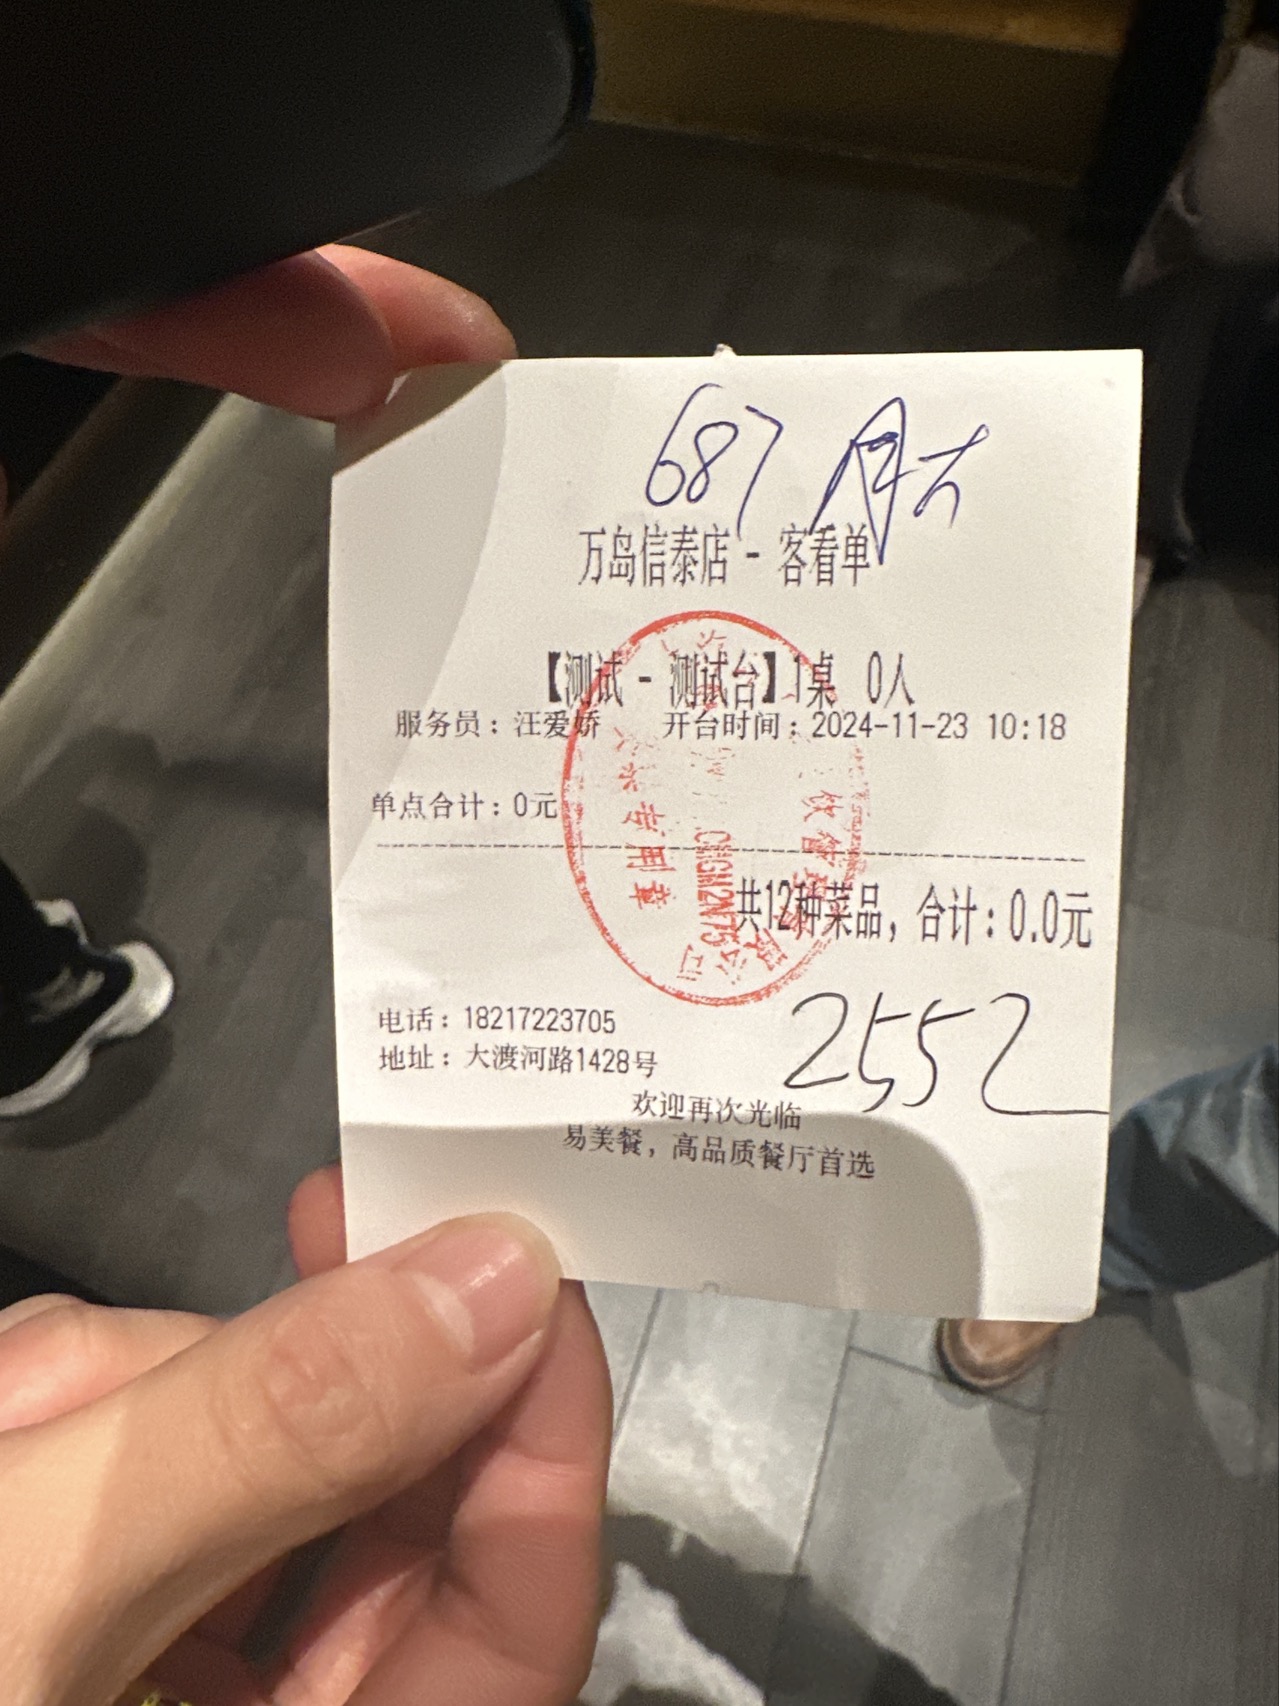 687
万岛信泰店 - 客看单
【测试 - 测试台】1桌 0人
服务员：汪爱娇 开台时间：2024-11-23 10:18
单点合计：0元
共12种菜品，合计：0.0元
2552
电话：18217223705
地址：大渡河路1428号
欢迎再次光临
易美餐，高品质餐厅首选
专用章